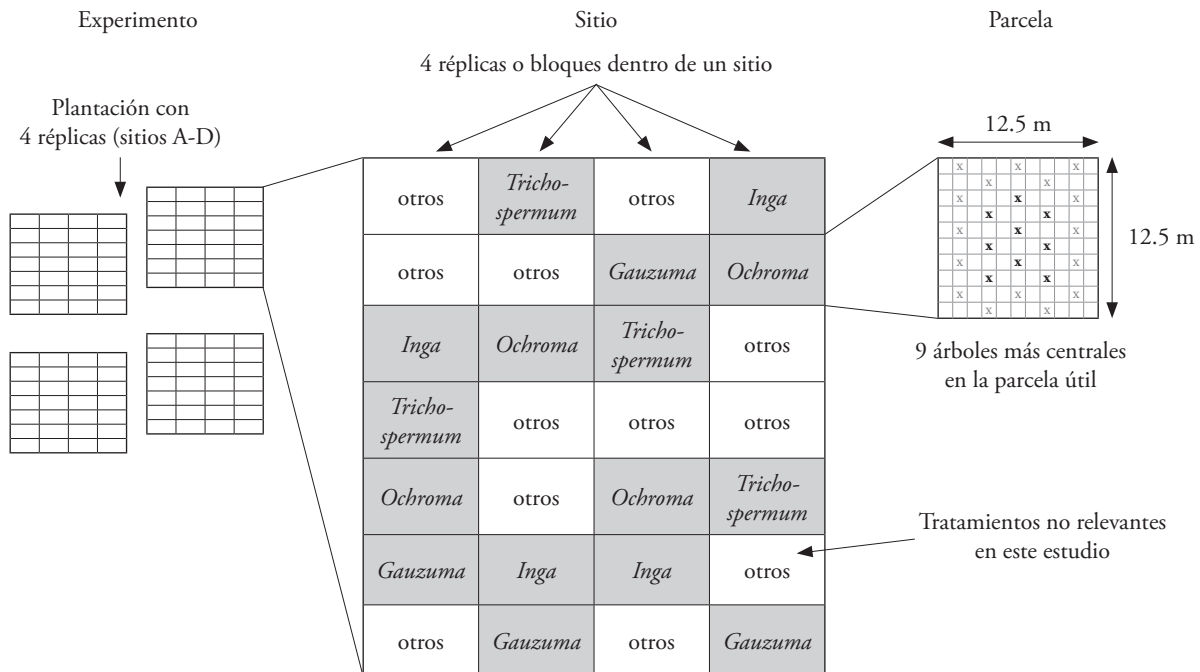 Experimento
Sitio
Parcela
4 réplicas o bloques dentro de un sitio
Plantación con
4 réplicas (sitios A-D)
12.5 m
12.5 m
otros
Tricho-
spermum
otros
Inga
otros
otros
Gauzuma
Ochroma
Inga
Ochroma
Tricho-
spermum
otros
Tricho-
spermum
otros
otros
otros
Ochroma
otros
Ochroma
Tricho-
spermum
Gauzuma
Inga
Inga
otros
otros
Gauzuma
otros
Gauzuma
x x x
x x
x x x
x x
x x x
x x
x x x
x x
x x x
x x
9 árboles más centrales
en la parcela útil
Tratamientos no relevantes
en este estudio